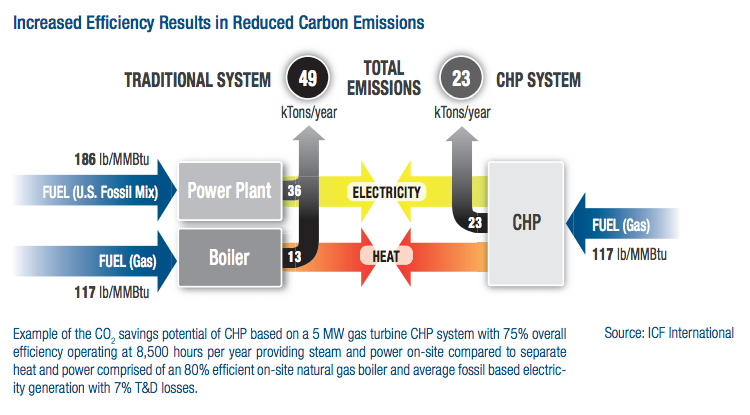 Increased Efficiency Results in Reduced Carbon Emissions
TRADITIONAL SYSTEM
49
TOTAL
EMISSIONS
23
CHP SYSTEM
kTons/year
kTons/year
186 lb/MMBtu
FUEL (U.S. Fossil Mix)
Power Plant
36
ELECTRICITY
23
CHP
FUEL (Gas)
117 lb/MMBtu
FUEL (Gas)
Boiler
13
HEAT
117 lb/MMBtu
Example of the CO₂ savings potential of CHP based on a 5 MW gas turbine CHP system with 75% overall
efficiency operating at 8,500 hours per year providing steam and power on-site compared to separate
heat and power comprised of an 80% efficient on-site natural gas boiler and average fossil based electric-
ity generation with 7% T&D losses.
Source: ICF International